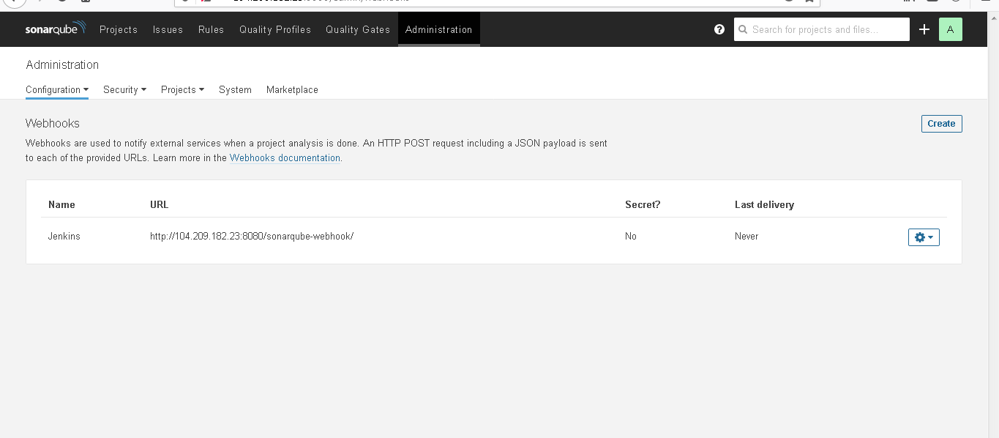 sonarqube Projects Issues Rules Quality Profiles Quality Gates Administration ? Search for projects and files... + A
Administration
Configuration Security Projects System Marketplace
Webhooks
Create
Webhooks are used to notify external services when a project analysis is done. An HTTP POST request including a JSON payload is sent
to each of the provided URLs. Learn more in the Webhooks documentation.
Name URL Secret? Last delivery
Jenkins http://104.209.182.23:8080/sonarqube-webhook/ No Never